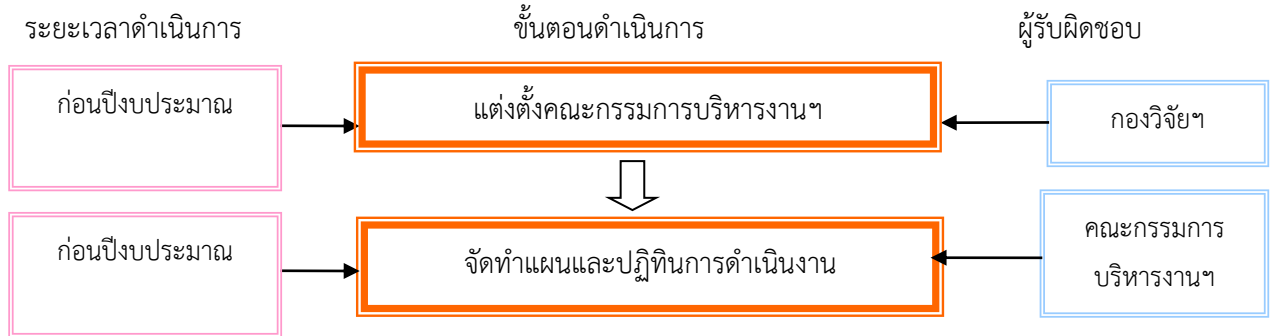 ระยะเวลาดำเนินการ
ขั้นตอนดำเนินการ
ผู้รับผิดชอบ
ก่อนปีงบประมาณ
แต่งตั้งคณะกรรมการบริหารงานฯ
กองวิจัยฯ
ก่อนปีงบประมาณ
จัดทำแผนและปฏิทินการดำเนินงาน
คณะกรรมการ
บริหารงานฯ